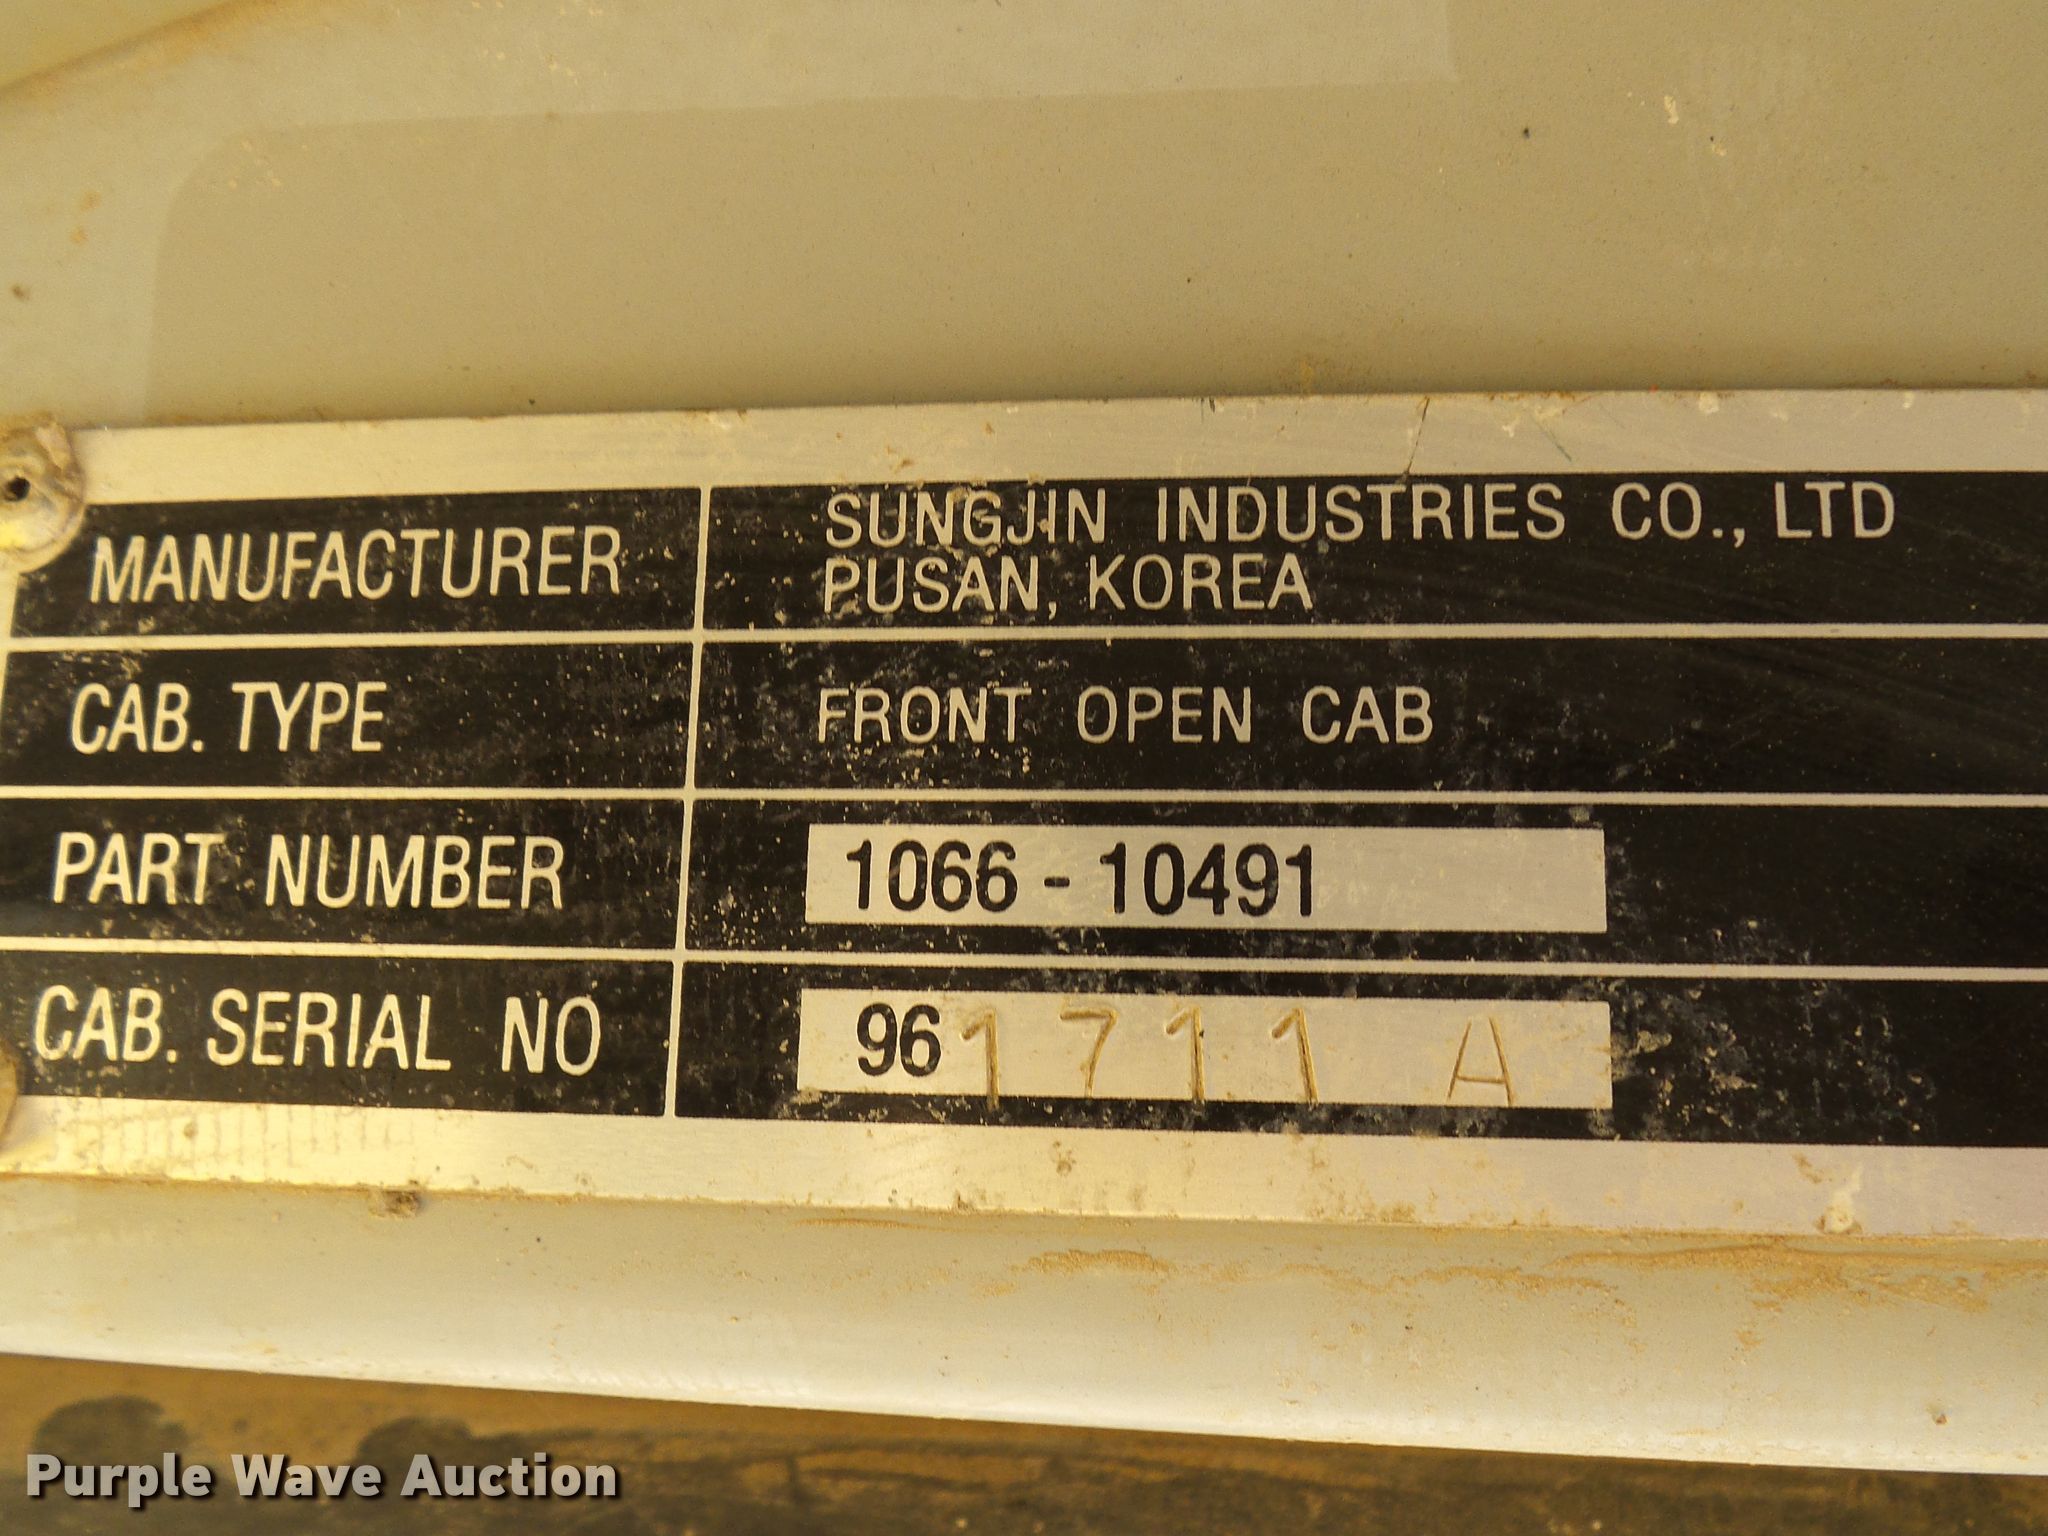 MANUFACTURER
SUNGJIN INDUSTRIES CO., LTD
PUSAN, KOREA
CAB. TYPE
FRONT OPEN CAB
PART NUMBER
1066 - 10491
CAB. SERIAL NO
961711 A
Purple Wave Auction